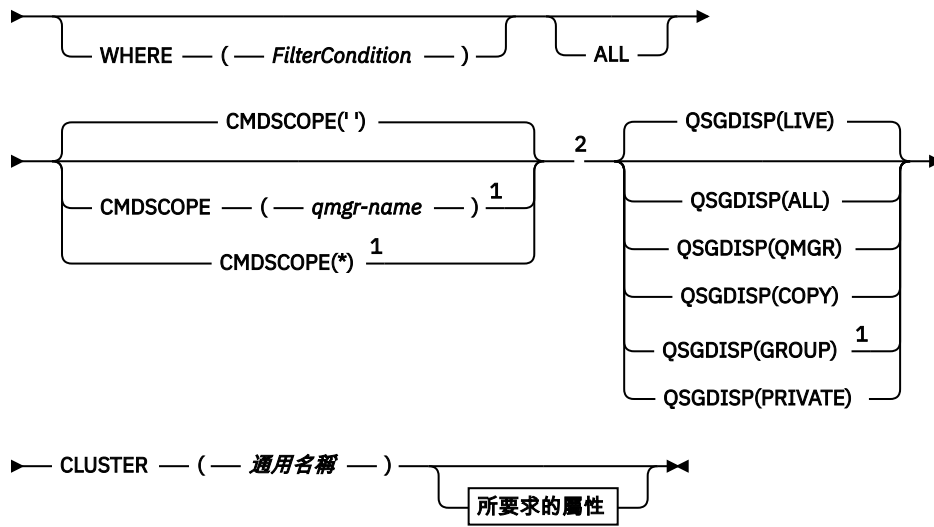 WHERE ( FilterCondition ) ALL
CMDSCOPE(' ')
CMDSCOPE ( qmgr-name ) 1
CMDSCOPE(*) 1
2
QSGDISP(LIVE)
QSGDISP(ALL)
QSGDISP(QMGR)
QSGDISP(COPY)
QSGDISP(GROUP) 1
QSGDISP(PRIVATE)
CLUSTER ( 通用名稱 )
所要求的屬性